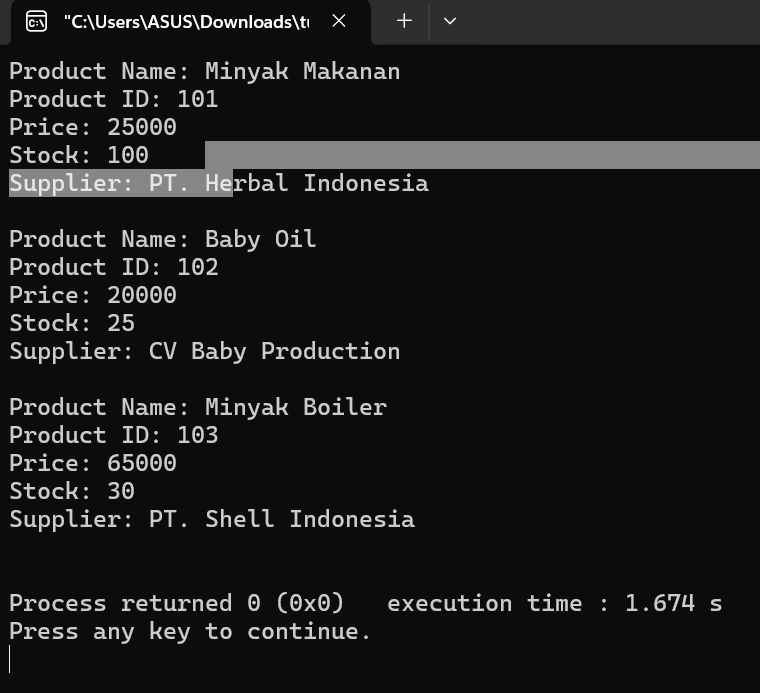 "C:\Users\ASUS\Downloads\tu
Product Name: Minyak Makanan
Product ID: 101
Price: 25000
Stock: 100
Supplier: PT. Herbal Indonesia
Product Name: Baby Oil
Product ID: 102
Price: 20000
Stock: 25
Supplier: CV Baby Production
Product Name: Minyak Boiler
Product ID: 103
Price: 65000
Stock: 30
Supplier: PT. Shell Indonesia
Process returned 0 (0x0)   execution time : 1.674 s
Press any key to continue.